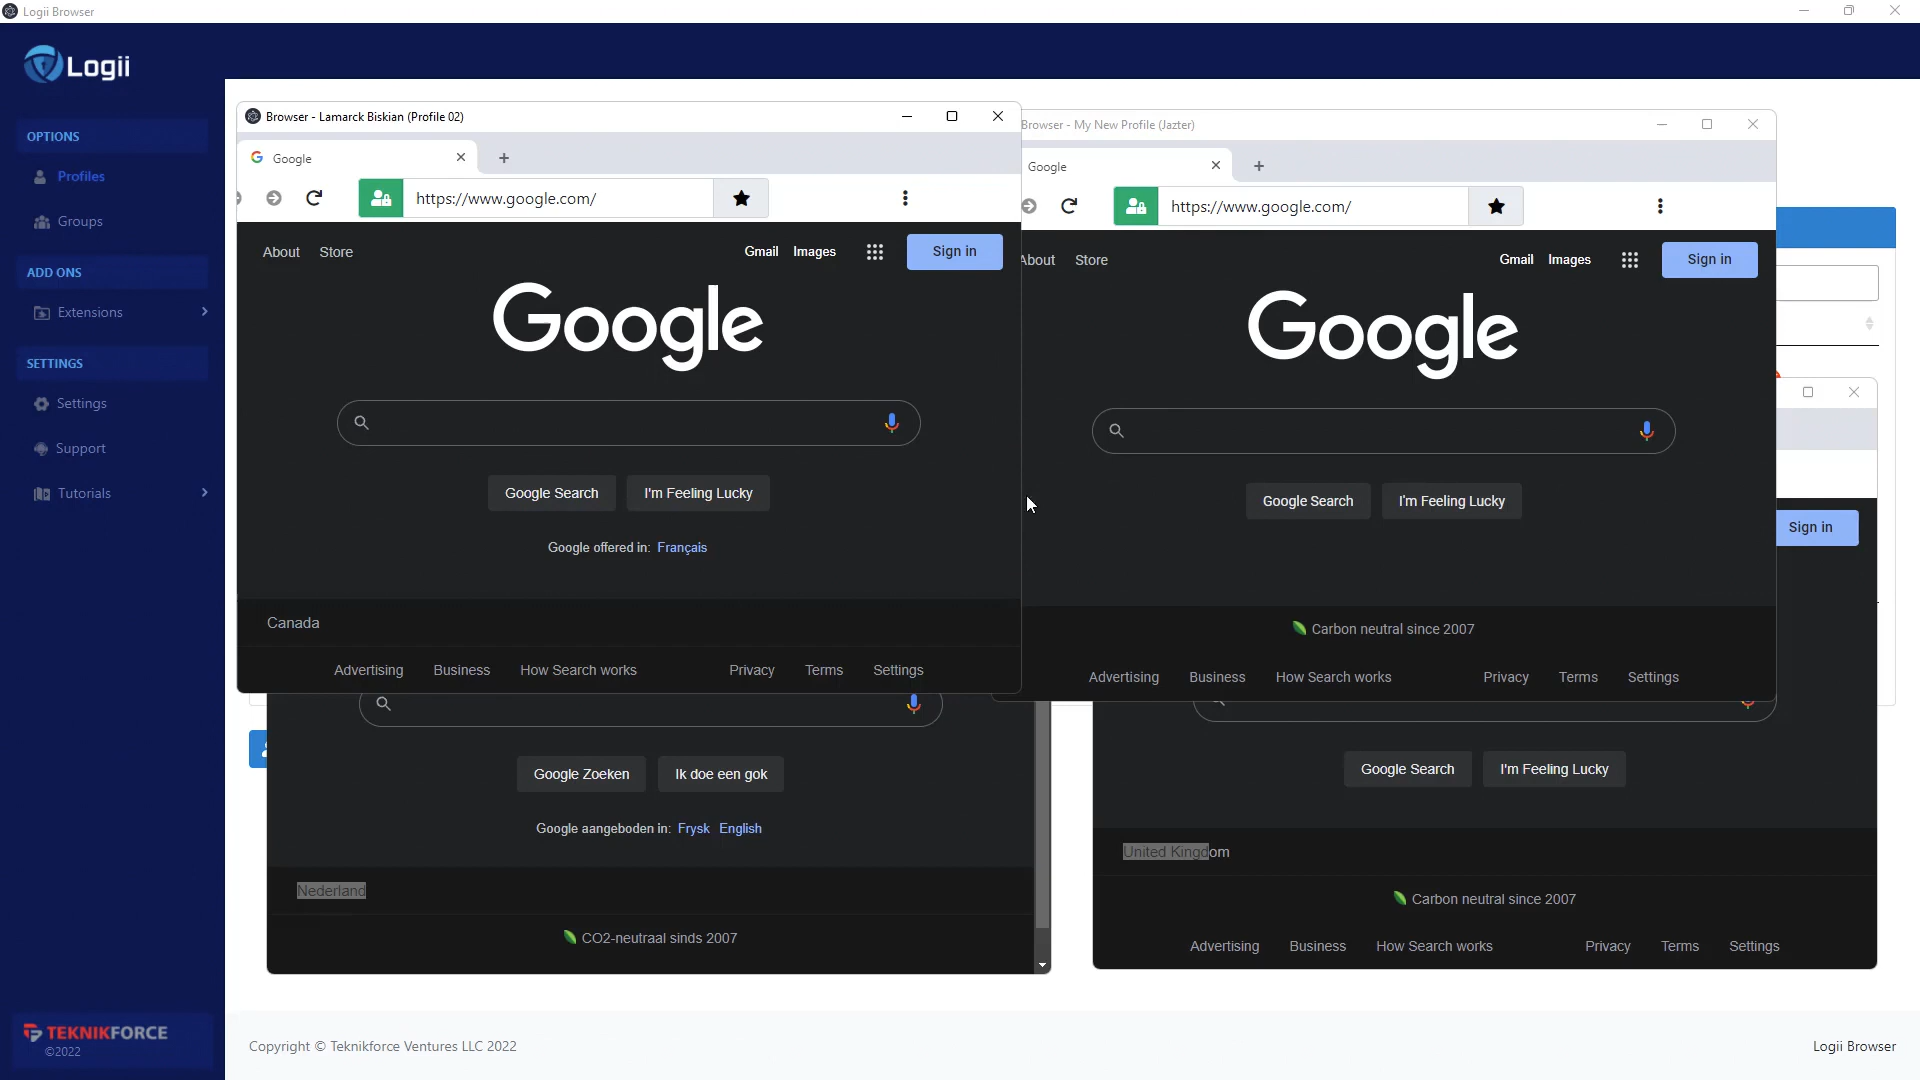 Logii Browser
Logii
OPTIONS
Profiles
Groups
ADD ONS
Extensions
SETTINGS
Settings
Support
Tutorials
TEKNIKFORCE
©2022
Browser - Lamarck Biskian (Profile 02)
Google
https://www.google.com/
About Store
Gmail Images Sign in
Google
Google Search I'm Feeling Lucky
Google offered in: Français
Canada
Advertising Business How Search works Privacy Terms Settings
Browser - My New Profile (Jazter)
Google
https://www.google.com/
About Store
Gmail Images Sign in
Google
Google Search I'm Feeling Lucky
Carbon neutral since 2007
Advertising Business How Search works Privacy Terms Settings
Google Zoeken Ik doe een gok
Google aangeboden in: Frysk English
Nederland
CO2-neutraal sinds 2007
Sign in
Google Search I'm Feeling Lucky
United Kingdom
Carbon neutral since 2007
Advertising Business How Search works Privacy Terms Settings
Copyright © Teknikforce Ventures LLC 2022
Logii Browser